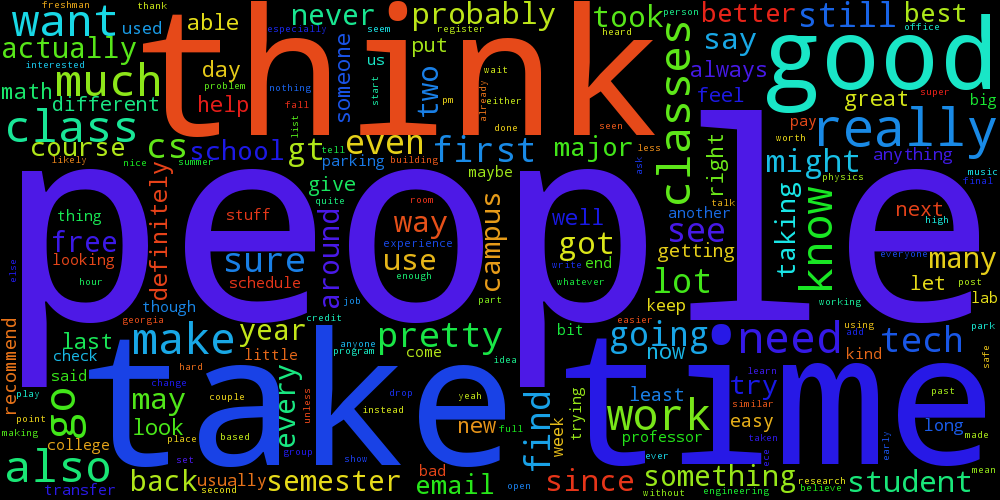 freshman
thank
want
used
able
think
especially
never
probably
seem
register
took
person
better
still
best
office
actually
someone
put
us
heard
say
good
interested
much
day
problem
nothing
start
two
wait
classes
always
math
different
help
list
fall
already
pm
either
feel
great
super
big
class
done
seen
pay
really
course
cs
school
gt
tell
even
first
major
less
worth
might
anything
likely
nice
summer
parking
building
maybe
ask
right
talk
physics
music
final
give
quite
people
thing
stuff
definitely
around
room
way
campus
well
another
see
taking
know
next
high
free
looking
sure
experience
use
got
end
getting
everyone
many
else
hour
schedule
enough
write
whatever
lot
let
post
lab
though
job
part
keep
working
georgia
credit
easier
using
add
park
recommend
last
make
year
anyone
program
pretty
bit
going
now
need
kind
tech
safe
check
little
come
idea
said
hard
take
time
learn
play
change
drop
least
try
go
may
couple
every
unless
instead
yeah
find
week
trying
work
similar
past
point
look
new
full
easy
long
made
making
college
place
based
group
professor
taken
early
also
set
show
ever
ece
back
usually
semester
bad
email
open
since
something
research
student
mean
transfer
second
without
engineering
believe